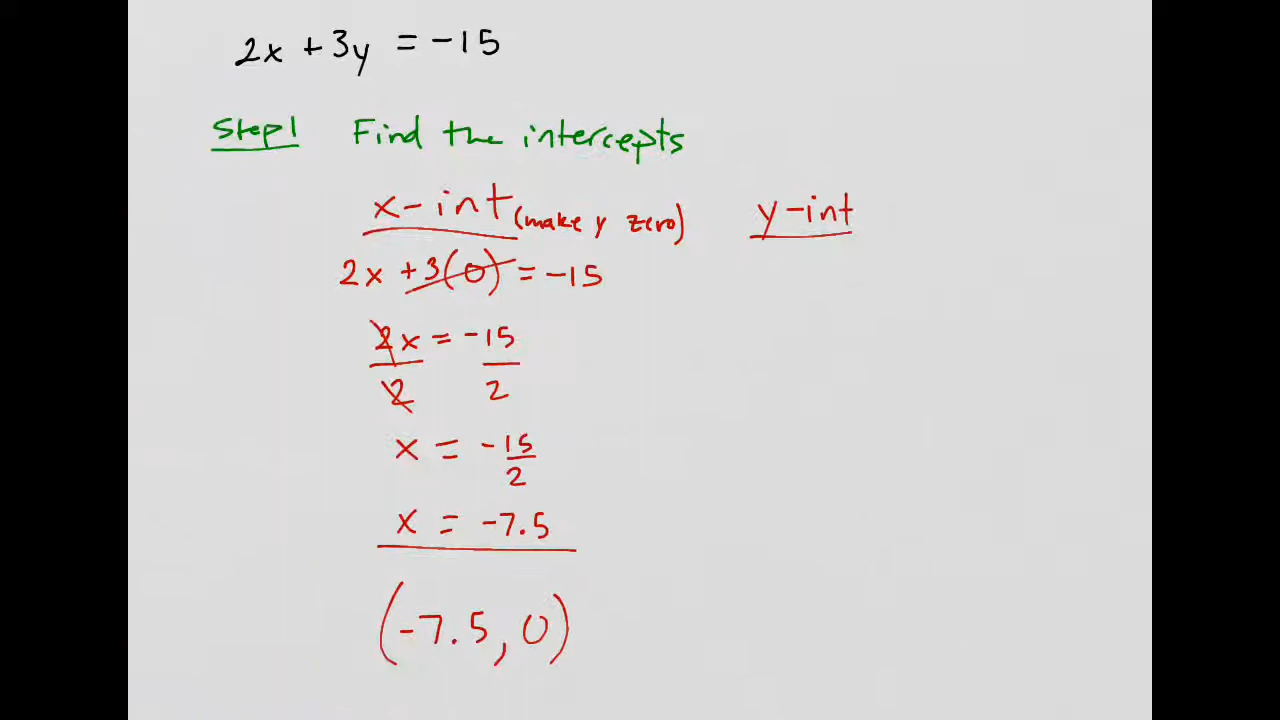 2x + 3y = -15
Step 1 Find the intercepts
x-int (make y zero) y-int
2x + 3(0) = -15
2x = -15
2 2
x = -15
2
x = -7.5
(-7.5, 0)